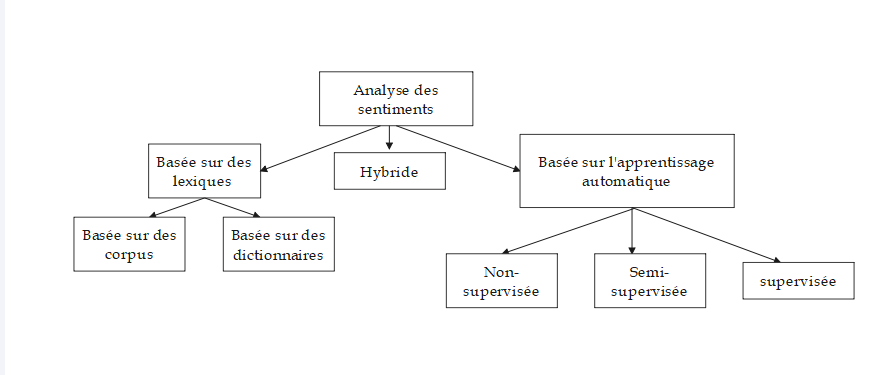 Analyse des
sentiments
Basée sur des
lexiques
Hybride
Basée sur l'apprentissage
automatique
Basée sur des
corpus
Basée sur des
dictionnaires
Non-
supervisée
Semi-
supervisée
supervisée